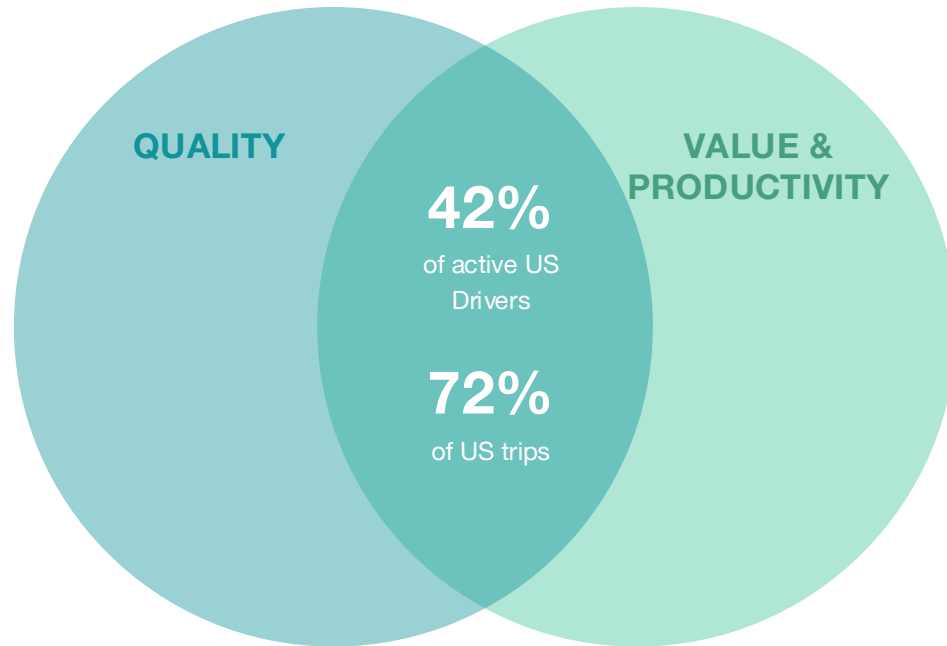 QUALITY
VALUE &
PRODUCTIVITY
42%
of active US
Drivers
72%
of US trips